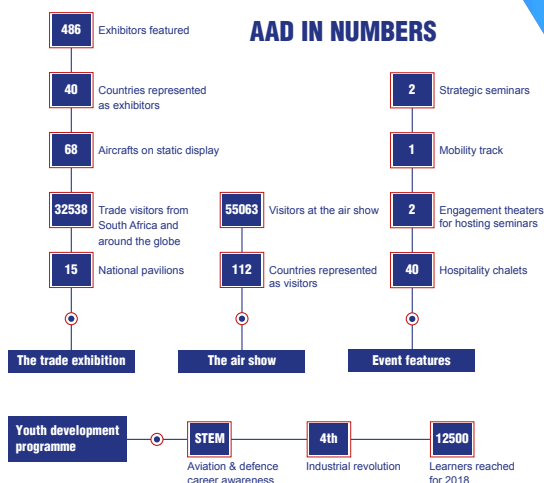 AAD IN NUMBERS
486
Exhibitors featured
40
Countries represented
as exhibitors
68
Aircrafts on static display
32538
Trade visitors from
South Africa and
around the globe
15
National pavilions
The trade exhibition
55063
Visitors at the air show
112
Countries represented
as visitors
The air show
2
Strategic seminars
1
Mobility track
2
Engagement theaters
for hosting seminars
40
Hospitality chalets
Event features
Youth development
programme
STEM
Aviation & defence
career awareness
4th
Industrial revolution
12500
Learners reached
for 2018